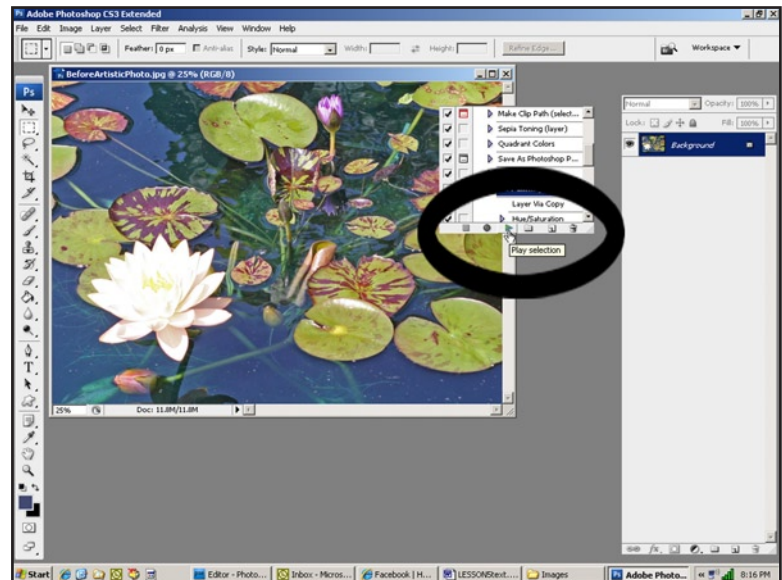 Adobe Photoshop CS3 Extended
File Edit Image Layer Select Filter Analysis View Window Help
Feather: 0 px Anti-alias Style: Normal Width: Height: Refine Edge... Workspace
BeforeArtisticPhoto.jpg @ 25% (RGB/8)
Ps
Make Clip Path (select...
Sepia Toning (layer)
Quadrant Colors
Save As Photoshop P...
Layer Via Copy
Hue/Saturation
Play selection
Normal Opacity: 100%
Lock: Fill: 100%
Background
25% Doc: 11.8M/11.8M
T
Start Editor - Photo... Inbox - Micros... Facebook | H... LESSONStext.... Images Adobe Photo... 8:16 PM